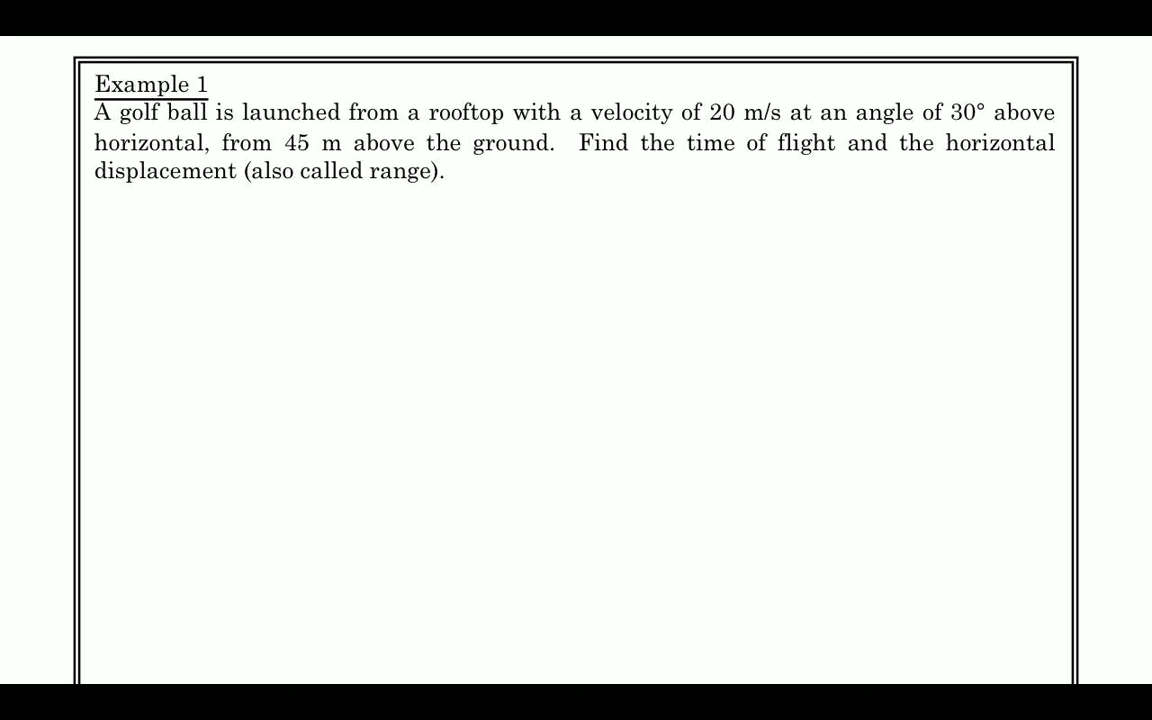 Example 1
A golf ball is launched from a rooftop with a velocity of 20 m/s at an angle of 30° above
horizontal, from 45 m above the ground. Find the time of flight and the horizontal
displacement (also called range).